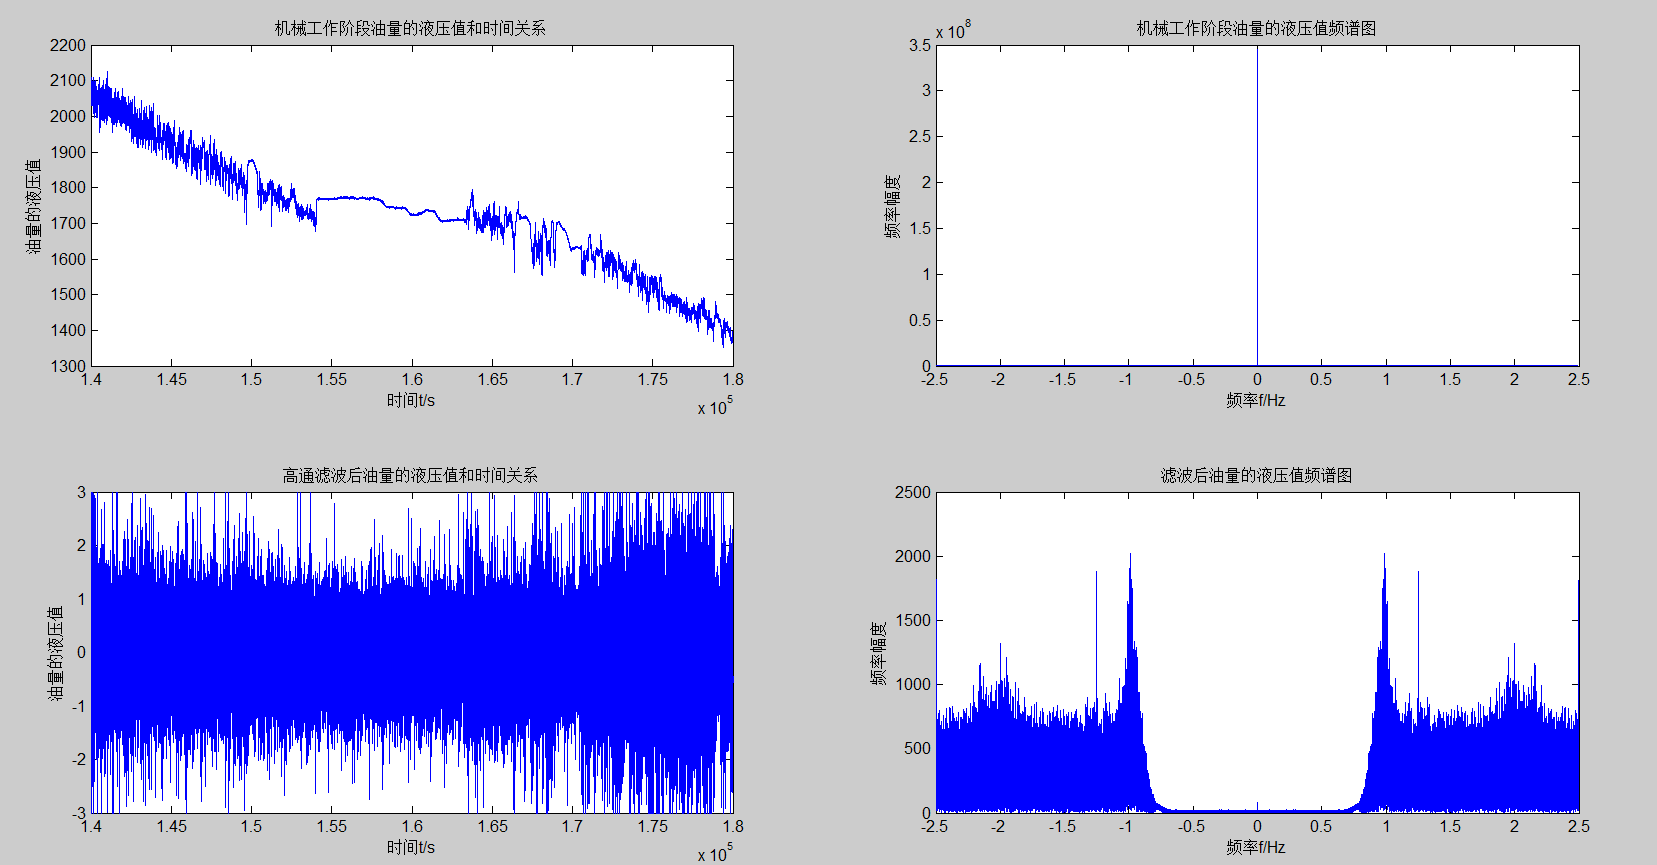 机械工作阶段油量的液压值和时间关系
2200
2100
2000
1900
1800
1700
1600
1500
1400
1300
油量的液压值
1.4 1.45 1.5 1.55 1.6 1.65 1.7 1.75 1.8
时间t/s
x 10^5
机械工作阶段油量的液压值频谱图
x 10^8
3.5
3
2.5
2
1.5
1
0.5
0
频率幅度
-2.5 -2 -1.5 -1 -0.5 0 0.5 1 1.5 2 2.5
频率f/Hz
高通滤波后油量的液压值和时间关系
3
2
1
0
-1
-2
-3
油量的液压值
1.4 1.45 1.5 1.55 1.6 1.65 1.7 1.75 1.8
时间t/s
x 10^5
滤波后油量的液压值频谱图
2500
2000
1500
1000
500
0
频率幅度
-2.5 -2 -1.5 -1 -0.5 0 0.5 1 1.5 2 2.5
频率f/Hz